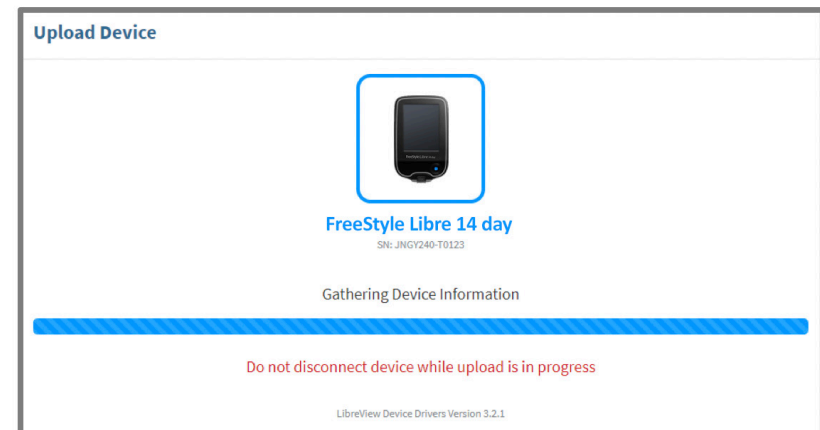 Upload Device
FreeStyle Libre 14 day
SN: JNGY240-T0123
Gathering Device Information
Do not disconnect device while upload is in progress
LibreView Device Drivers Version 3.2.1